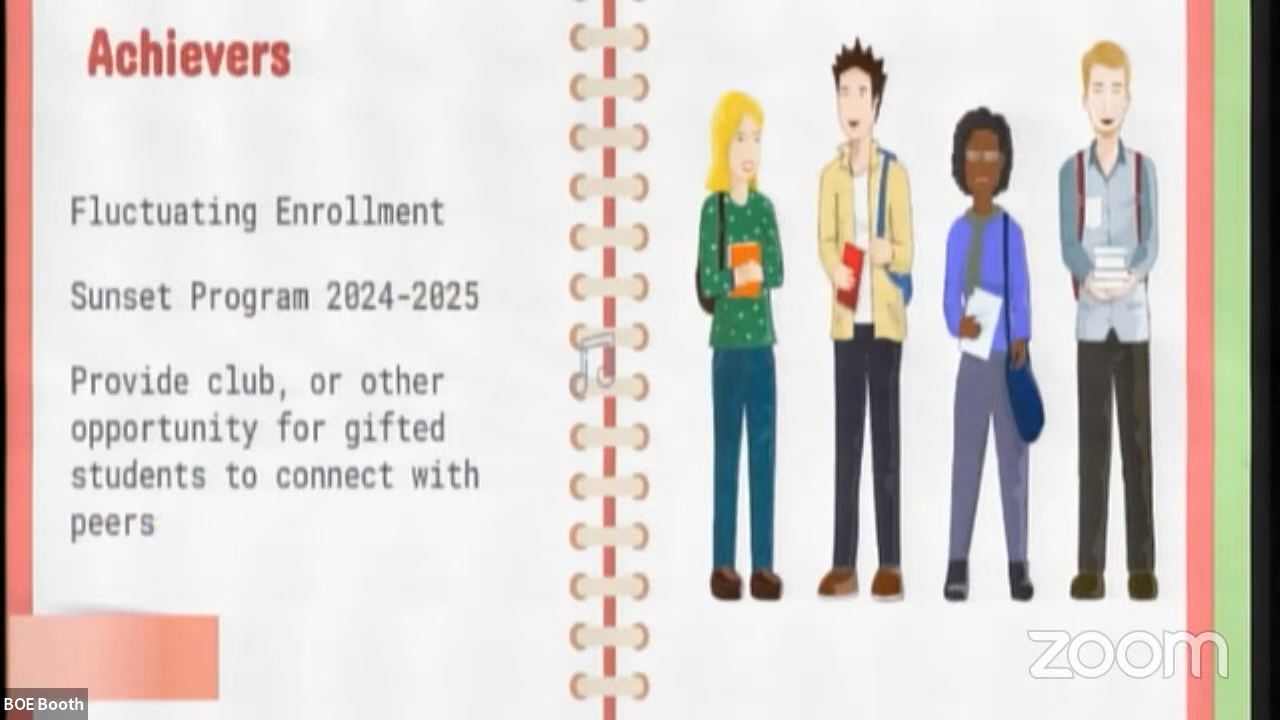 Achievers
Fluctuating Enrollment
Sunset Program 2024-2025
Provide club, or other
opportunity for gifted
students to connect with
peers
zoom
BOE Booth